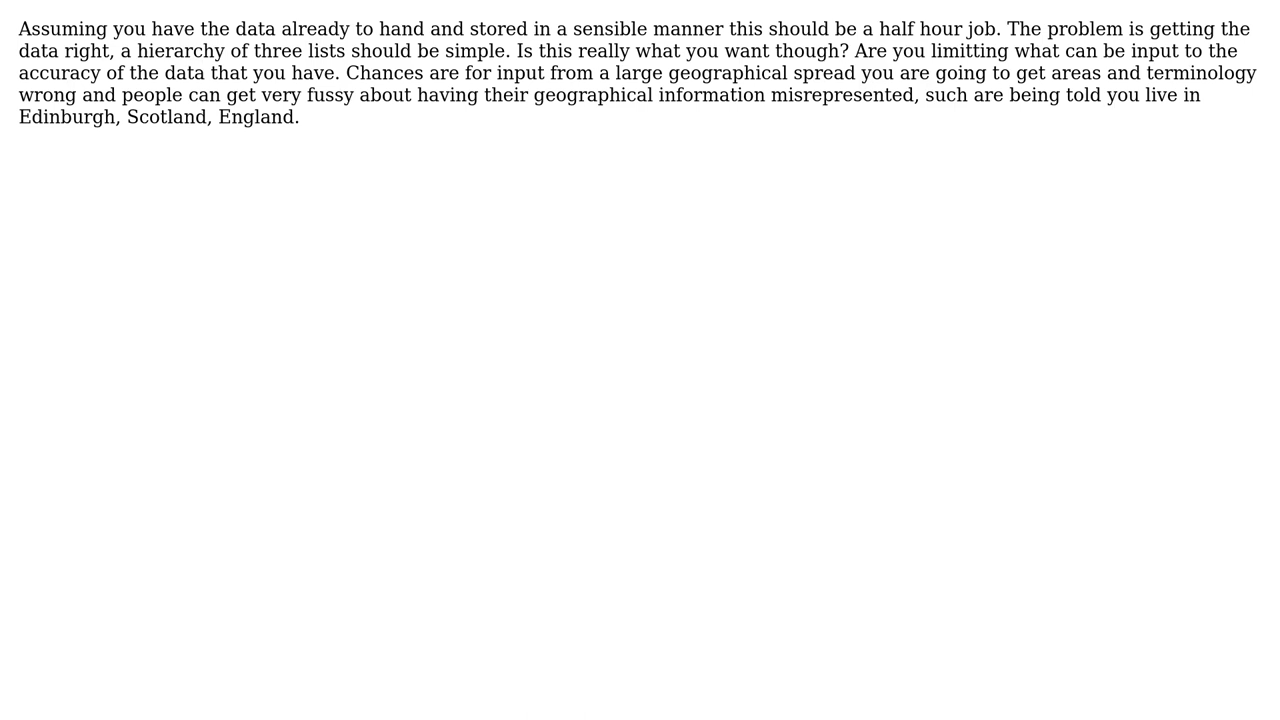 Assuming you have the data already to hand and stored in a sensible manner this should be a half hour job. The problem is getting the
data right, a hierarchy of three lists should be simple. Is this really what you want though? Are you limitting what can be input to the
accuracy of the data that you have. Chances are for input from a large geographical spread you are going to get areas and terminology
wrong and people can get very fussy about having their geographical information misrepresented, such are being told you live in
Edinburgh, Scotland, England.